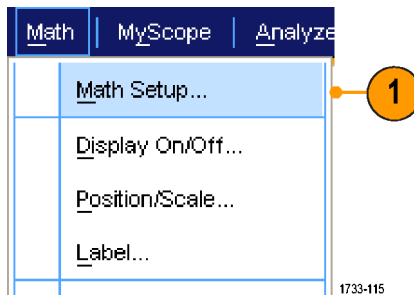 Math MyScope Analyze
Math Setup...
1
Display On/Off...
Position/Scale...
Label...
1733-115